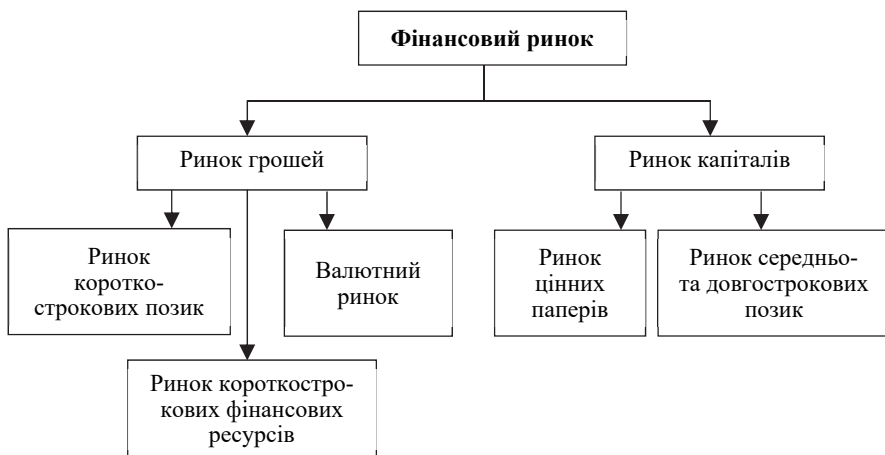 Фінансовий ринок
Ринок грошей
Ринок капіталів
Ринок
коротко-
строкових позик
Валютний
ринок
Ринок
цінних
паперів
Ринок середньо-
та довгострокових
позик
Ринок короткостро-
кових фінансових
ресурсів